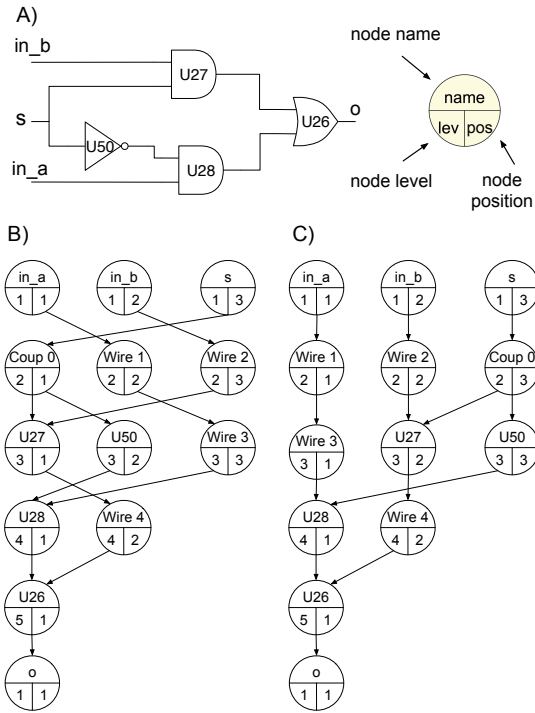 A)
in_b
s
in_a
U27
U50
U28
U26
o
node name
name
lev pos
node level
node position
B)
in_a in_b s
1 1 1 2 1 3
Coup 0 Wire 1 Wire 2
2 1 2 2 2 3
U27 U50 Wire 3
3 1 3 2 3 3
U28 Wire 4
4 1 4 2
U26
5 1
o
1 1
C)
in_a in_b s
1 1 1 2 1 3
Wire 1 Wire 2 Coup 0
2 1 2 2 2 3
Wire 3 U27 U50
3 1 3 2 3 3
U28 Wire 4
4 1 4 2
U26
5 1
o
1 1